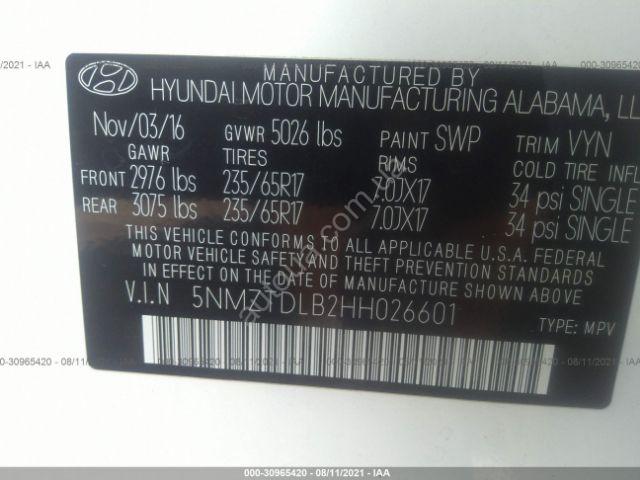 MANUFACTURED BY
HYUNDAI MOTOR MANUFACTURING ALABAMA, LL
Nov/03/16 GVWR 5026 lbs PAINT SWP TRIM VYN
GAWR TIRES RIMS COLD TIRE INFL
FRONT 2976 lbs 235/65R17 7.0JX17 34 psi SINGLE
REAR 3075 lbs 235/65R17 7.0JX17 34 psi SINGLE
THIS VEHICLE CONFORMS TO ALL APPLICABLE U.S.A. FEDERAL
MOTOR VEHICLE SAFETY AND THEFT PREVENTION STANDARDS
IN EFFECT ON THE DATE OF MANUFACTURE SHOWN ABOVE.
V.I.N
TYPE: MPV
000-30965420 - 08/11/2021 - IAA